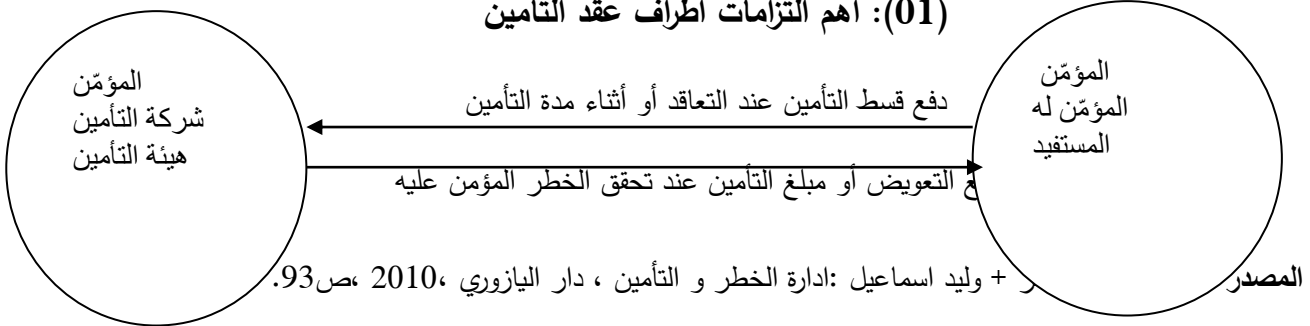 (01): اهم التزامات اطراف عقد التأمين
المؤمّن
المؤمّن له
المستفيد
دفع قسط التأمين عند التعاقد أو أثناء مدة التأمين
المؤمّن
شركة التأمين
هيئة التأمين
التعويض أو مبلغ التأمين عند تحقق الخطر المؤمن عليه
المصدر + وليد اسماعيل :ادارة الخطر و التأمين ، دار اليازوري ،2010 ،ص93.